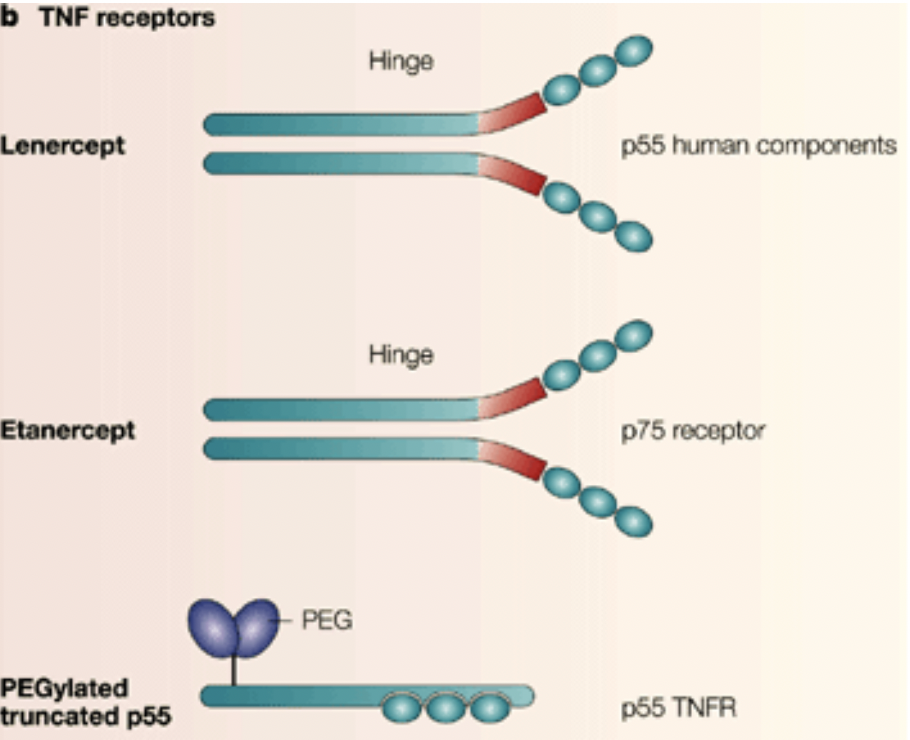 b TNF receptors
Hinge
Lenercept
p55 human components
Hinge
Etanercept
p75 receptor
PEG
PEGylated
truncated p55
p55 TNFR